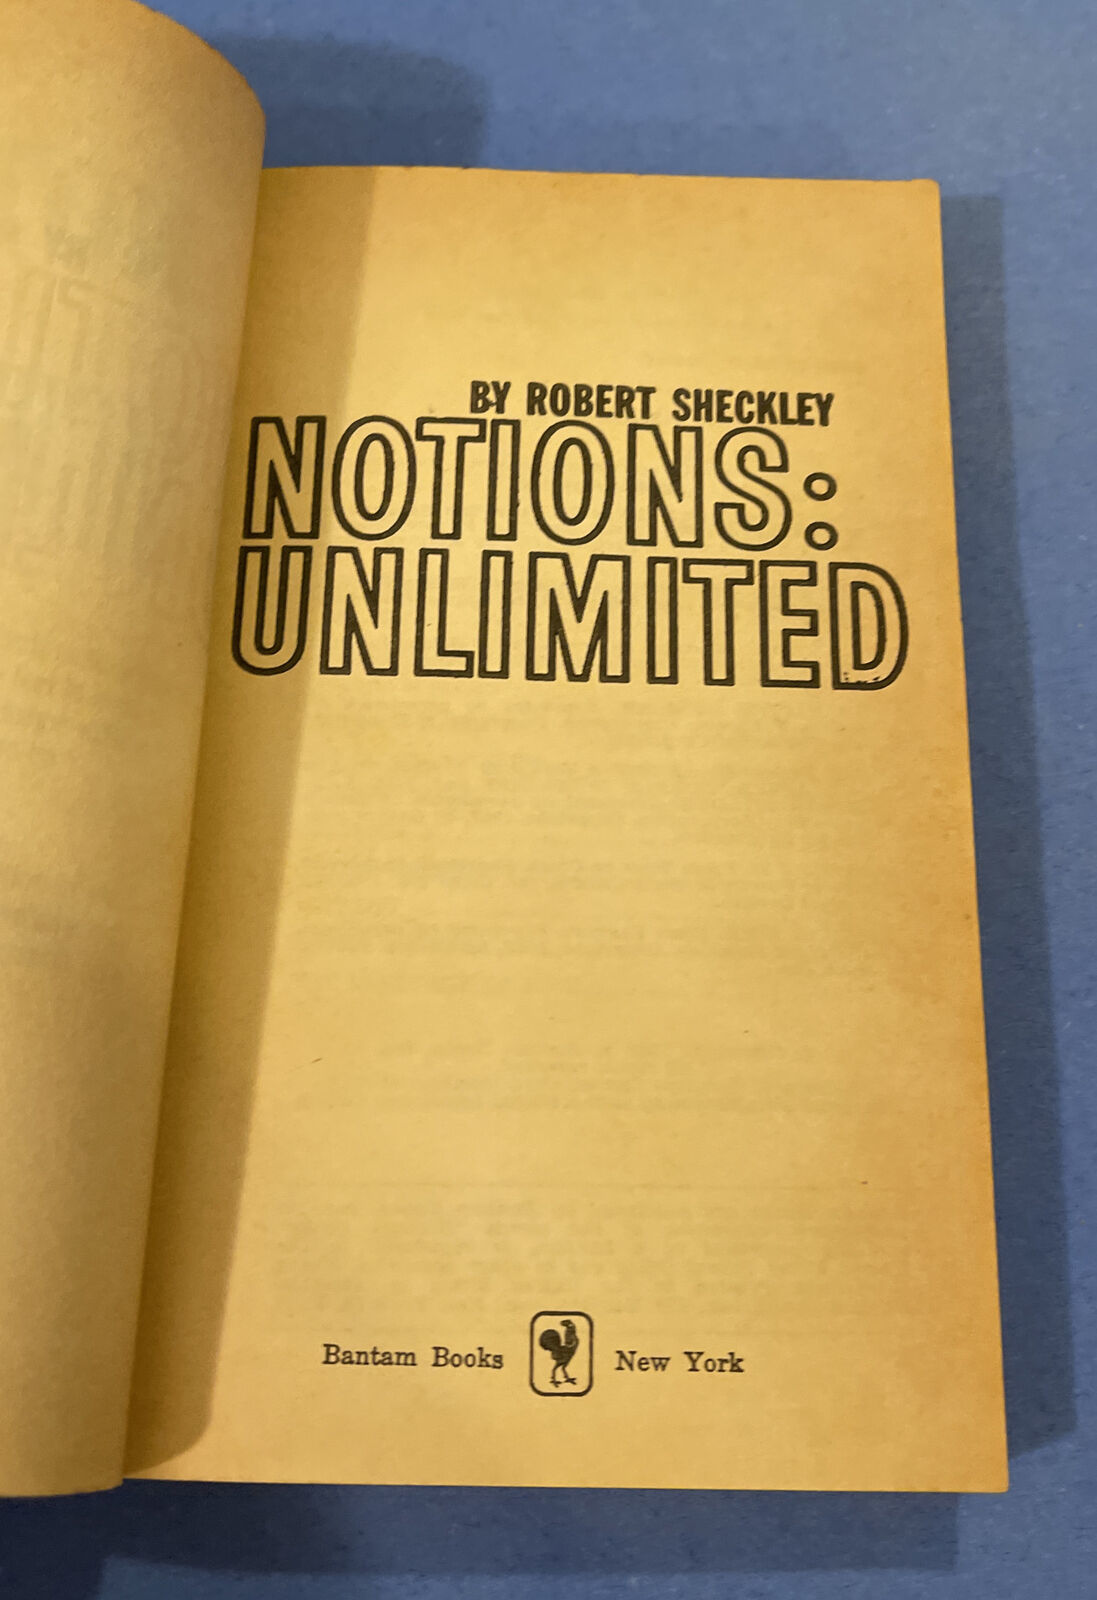 BY ROBERT SHECKLEY
NOTIONS:
UNLIMITED
Bantam Books New York